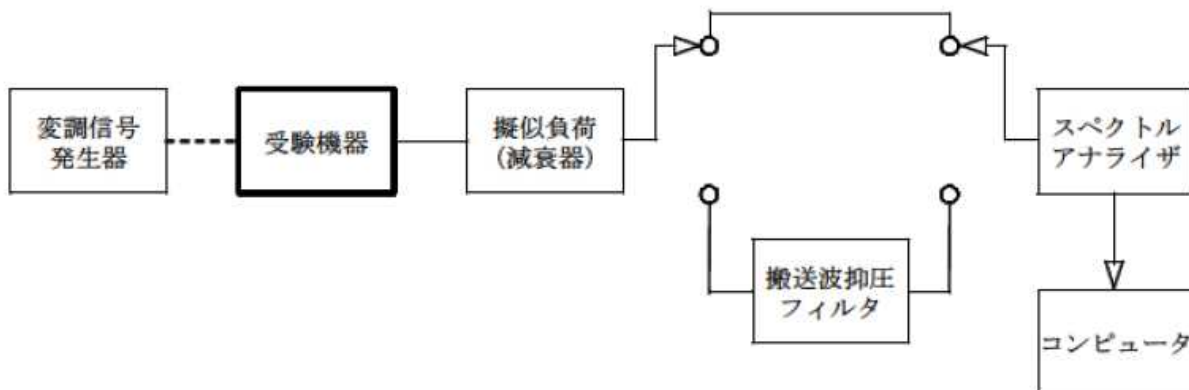 変調信号
発生器
受験機器
擬似負荷
(減衰器)
スペクトル
アナライザ
搬送波抑圧
フィルタ
コンピュータ